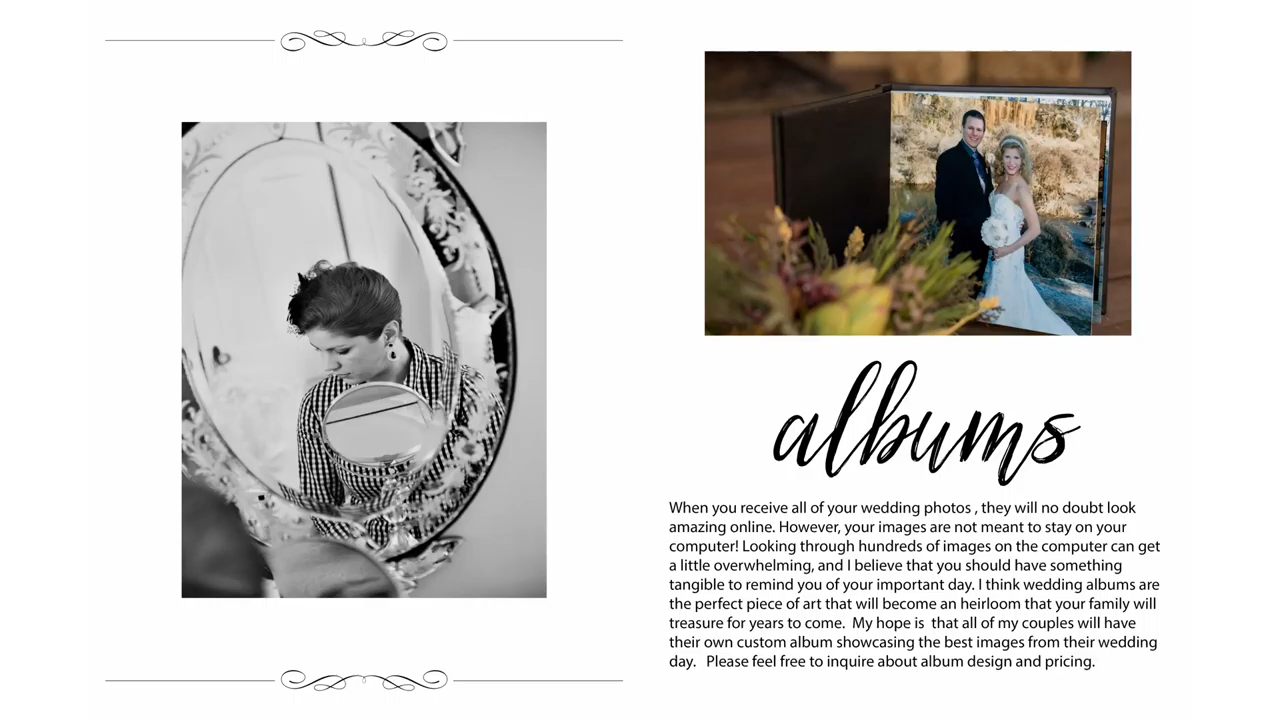 albums
When you receive all of your wedding photos , they will no doubt look
amazing online. However, your images are not meant to stay on your
computer! Looking through hundreds of images on the computer can get
a little overwhelming, and I believe that you should have something
tangible to remind you of your important day. I think wedding albums are
the perfect piece of art that will become an heirloom that your family will
treasure for years to come.  My hope is  that all of my couples will have
their own custom album showcasing the best images from their wedding
day.   Please feel free to inquire about album design and pricing.